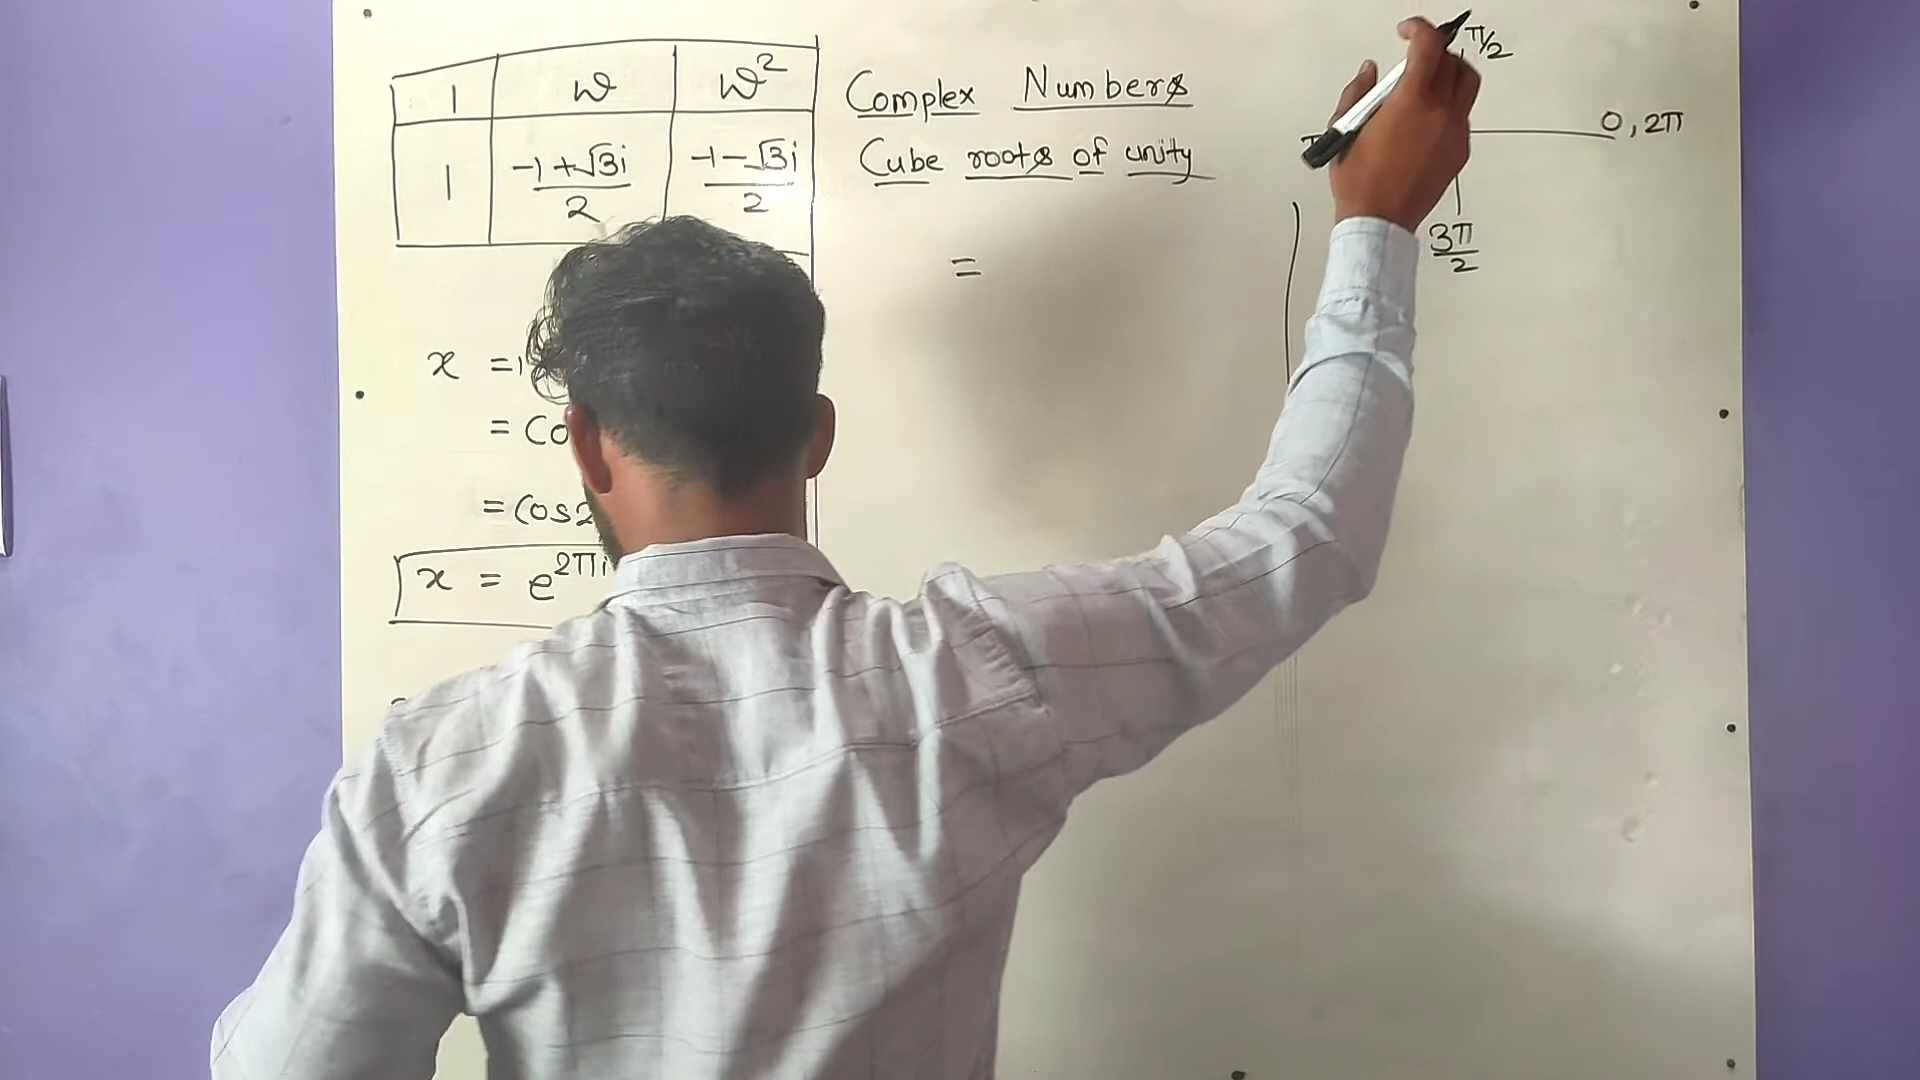 1 ω ω²
1 -1+√3i/2 -1-√3i/2
Complex Numbers
Cube roots of unity
=
x =1
= Co
= Cos2
x = e^2πi
π/2
0, 2π
3π/2